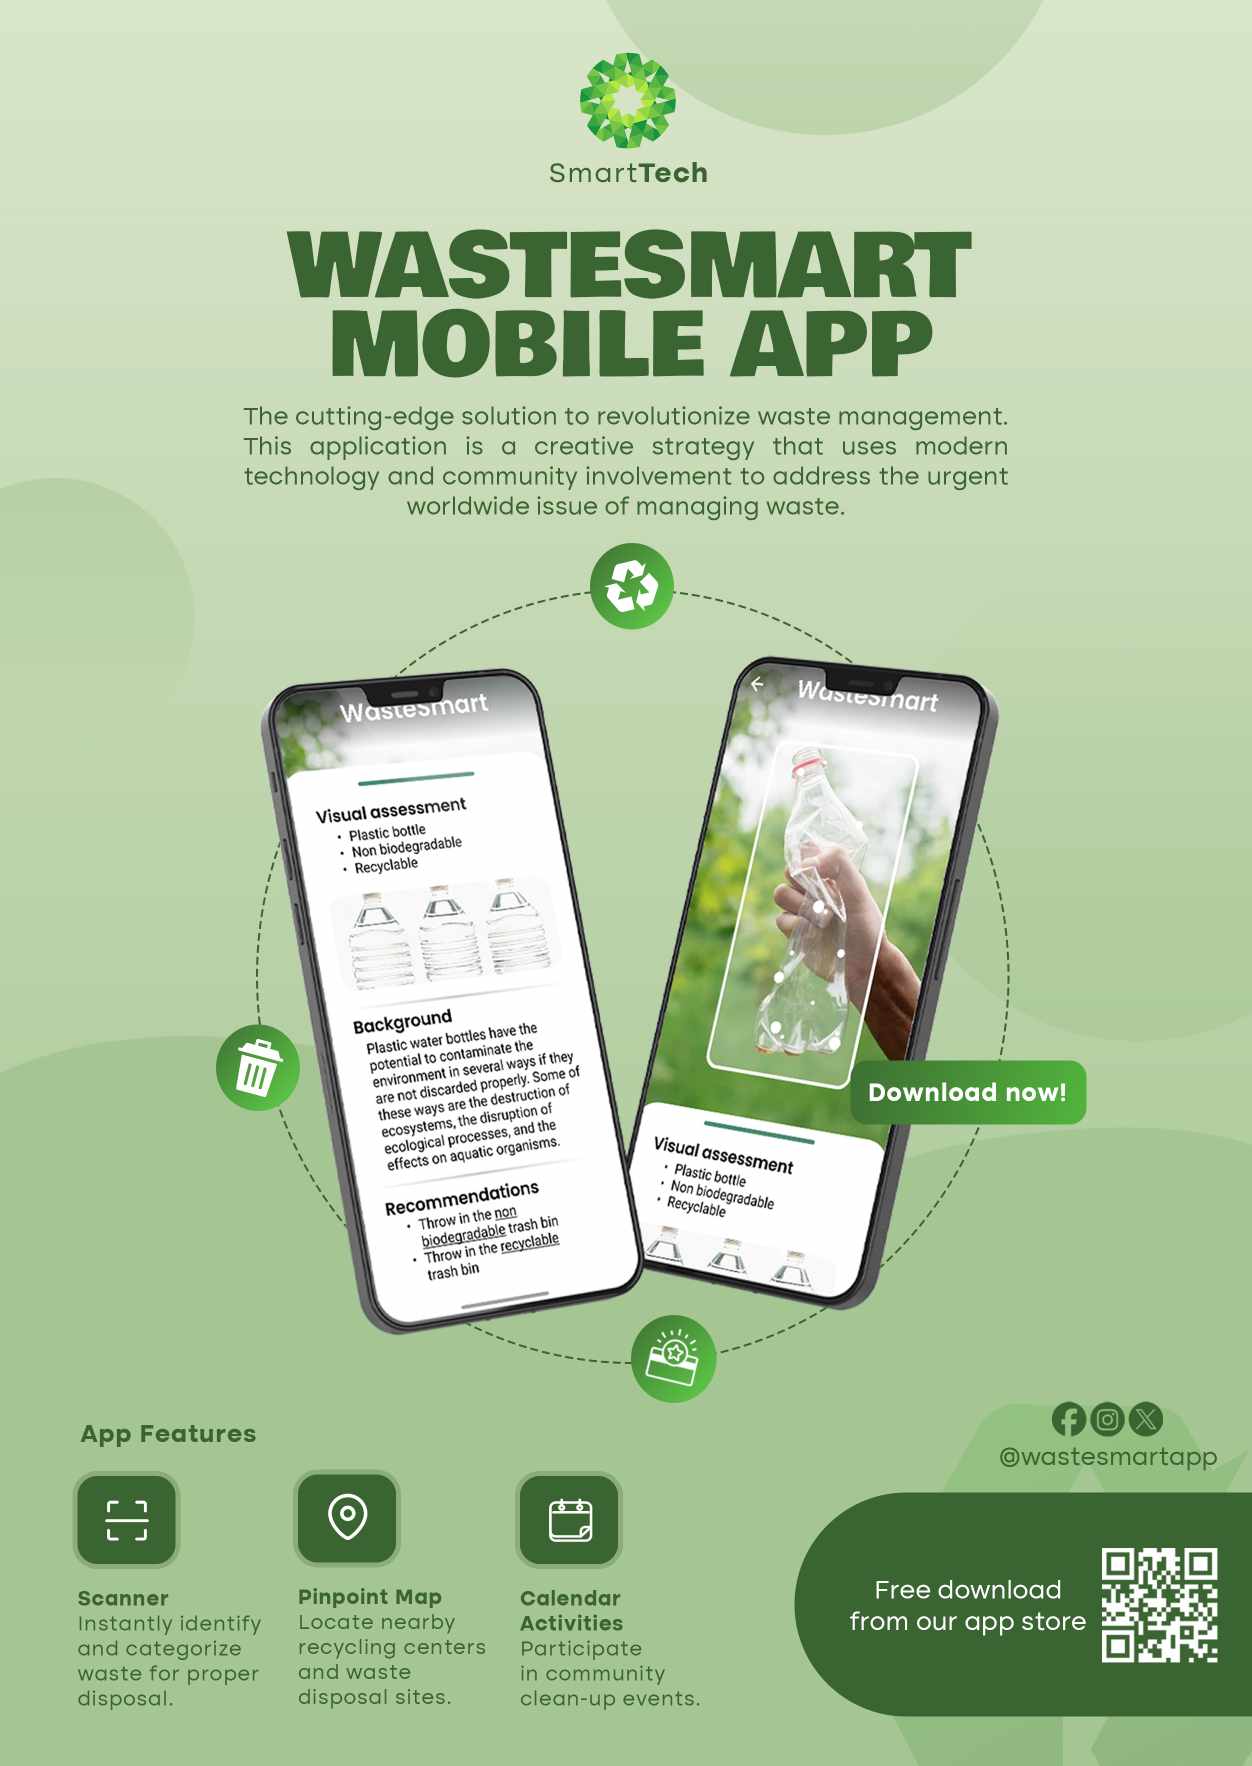 SmartTech
WASTESMART
MOBILE APP
The cutting-edge solution to revolutionize waste management.
This application is a creative strategy that uses modern
technology and community involvement to address the urgent
worldwide issue of managing waste.
WasteSmart
Visual assessment
• Plastic bottle
• Non biodegradable
• Recyclable
Background
Plastic water bottles have the
potential to contaminate the
environment in several ways if they
are not discarded properly. Some of
these ways are the destruction of
ecosystems, the disruption of
ecological processes, and the
effects on aquatic organisms.
Recommendations
• Throw in the non
biodegradable trash bin
• Throw in the recyclable
trash bin
WasteSmart
Visual assessment
• Plastic bottle
• Non biodegradable
• Recyclable
Download now!
App Features
Scanner
Instantly identify
and categorize
waste for proper
disposal.
Pinpoint Map
Locate nearby
recycling centers
and waste
disposal sites.
Calendar
Activities
Participate
in community
clean-up events.
@wastesmartapp
Free download
from our app store